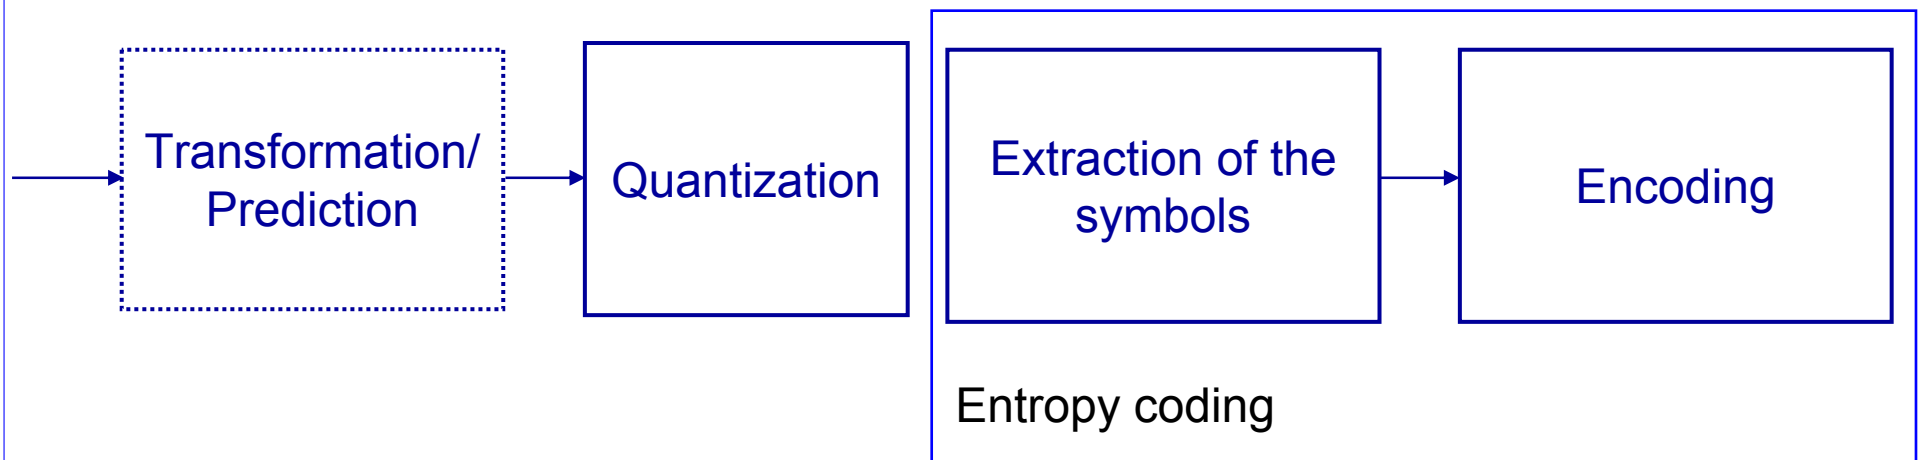 Transformation/
Prediction
Quantization
Extraction of the
symbols
Encoding
Entropy coding